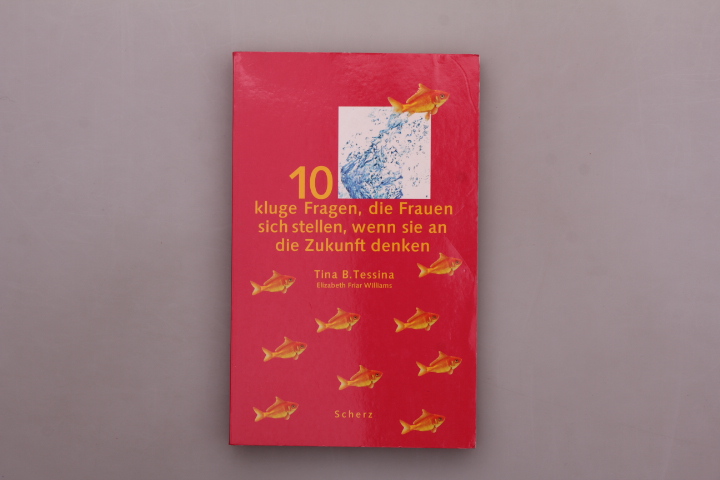 10
kluge Fragen, die Frauen
sich stellen, wenn sie an
die Zukunft denken
Tina B. Tessina
Elizabeth Friar Williams
Scherz